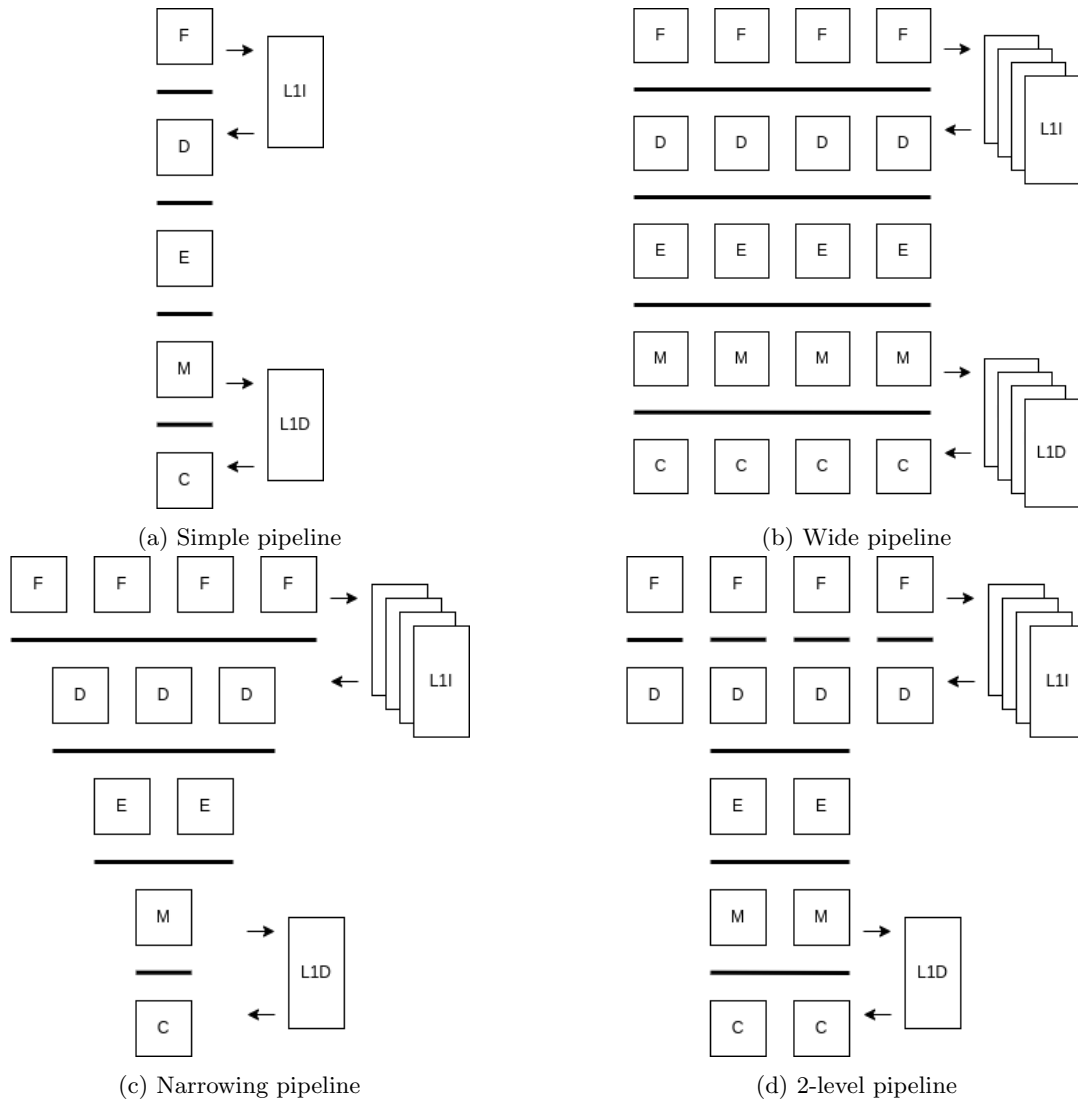 F
L1I
D
E
M
L1D
C
(a) Simple pipeline
F F F F
D D D D
L1I
E E E E
M M M M
L1D
C C C C
(b) Wide pipeline
F F F F
D D D
L1I
E E
M
L1D
C
(c) Narrowing pipeline
F F F F
D D D D
L1I
E E
M M
L1D
C C
(d) 2-level pipeline